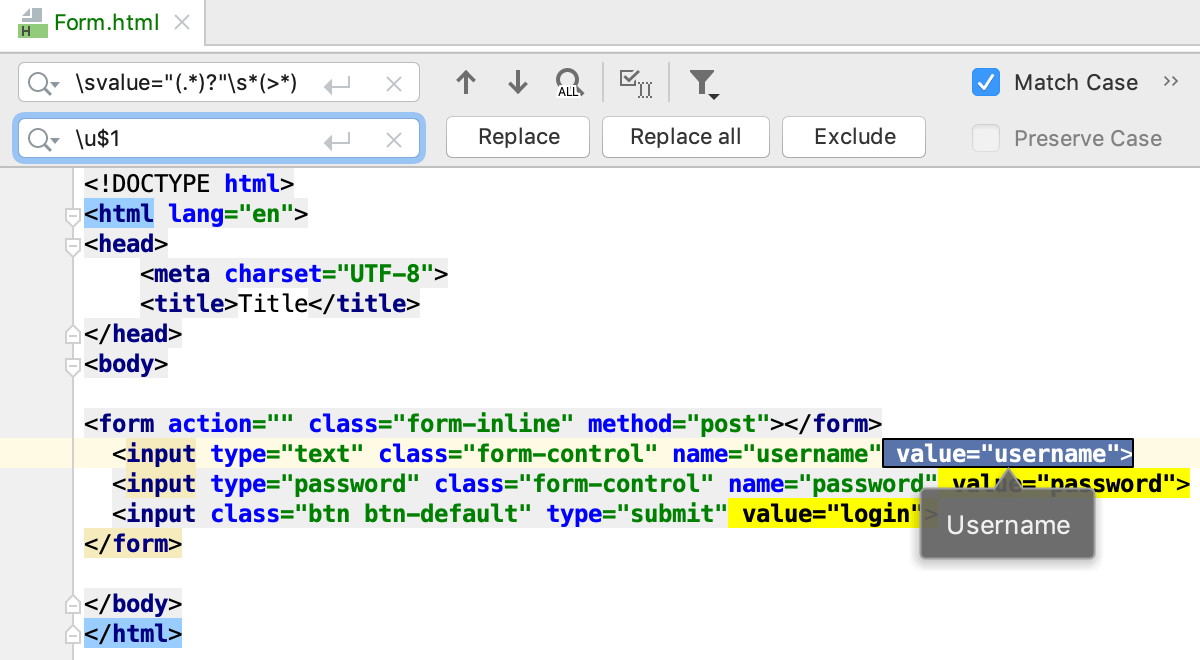 H Form.html
\svalue="(.*)?"\s*(>*)
ALL
Match Case
\u$1
Replace
Replace all
Exclude
Preserve Case
<!DOCTYPE html>
<html lang="en">
<head>
<meta charset="UTF-8">
<title>Title</title>
</head>
<body>
<form action="" class="form-inline" method="post"></form>
<input type="text" class="form-control" name="username" value="username">
<input type="password" class="form-control" name="password" value="password">
<input class="btn btn-default" type="submit" value="login">
Username
</form>
</body>
</html>